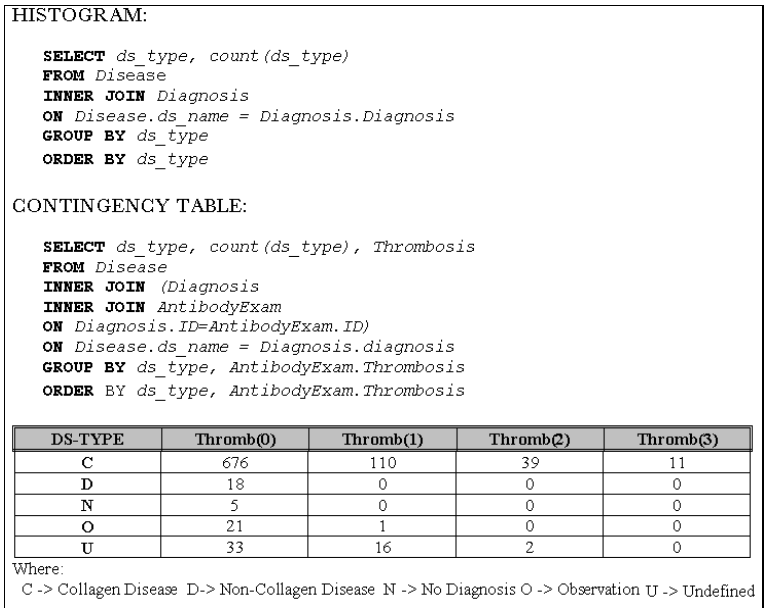 HISTOGRAM:
SELECT ds_type, count(ds_type)
FROM Disease
INNER JOIN Diagnosis
ON Disease.ds_name = Diagnosis.Diagnosis
GROUP BY ds_type
ORDER BY ds_type
CONTINGENCY TABLE:
SELECT ds_type, count(ds_type), Thrombosis
FROM Disease
INNER JOIN (Diagnosis
INNER JOIN AntibodyExam
ON Diagnosis.ID=AntibodyExam.ID)
ON Disease.ds_name = Diagnosis.diagnosis
GROUP BY ds_type, AntibodyExam.Thrombosis
ORDER BY ds_type, AntibodyExam.Thrombosis
DS-TYPE Thromb(0) Thromb(1) Thromb(2) Thromb(3)
C 676 110 39 11
D 18 0 0 0
N 5 0 0 0
O 21 1 0 0
U 33 16 2 0
Where:
C -> Collagen Disease D-> Non-Collagen Disease N -> No Diagnosis O -> Observation U -> Undefined